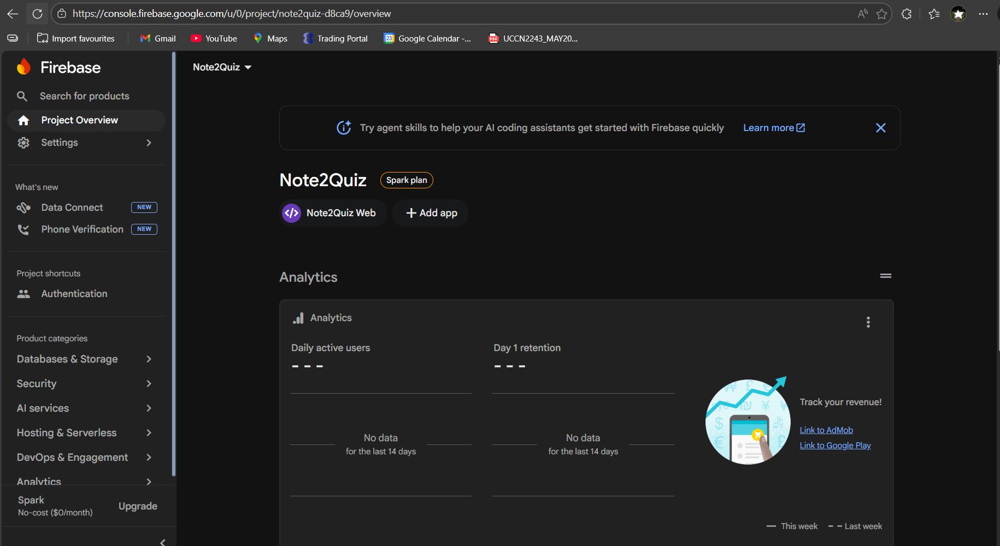 https://console.firebase.google.com/u/0/project/note2quiz-d8ca9/overview
Import favourites
Gmail
YouTube
Maps
Trading Portal
23
Google Calendar -...
PDF
UCCN2243_MAY20...
Firebase
Note2Quiz
Search for products
Project Overview
Settings
What's new
Data Connect
NEW
Phone Verification
NEW
Project shortcuts
Authentication
Product categories
Databases & Storage
Security
AI services
Hosting & Serverless
DevOps & Engagement
Analytics
Spark
No-cost ($0/month)
Upgrade
Try agent skills to help your AI coding assistants get started with Firebase quickly
Learn more
Note2Quiz
Spark plan
Note2Quiz Web
Add app
Analytics
Analytics
Daily active users
- - -
No data
for the last 14 days
Day 1 retention
- - -
No data
for the last 14 days
Track your revenue!
Link to AdMob
Link to Google Play
This week
Last week